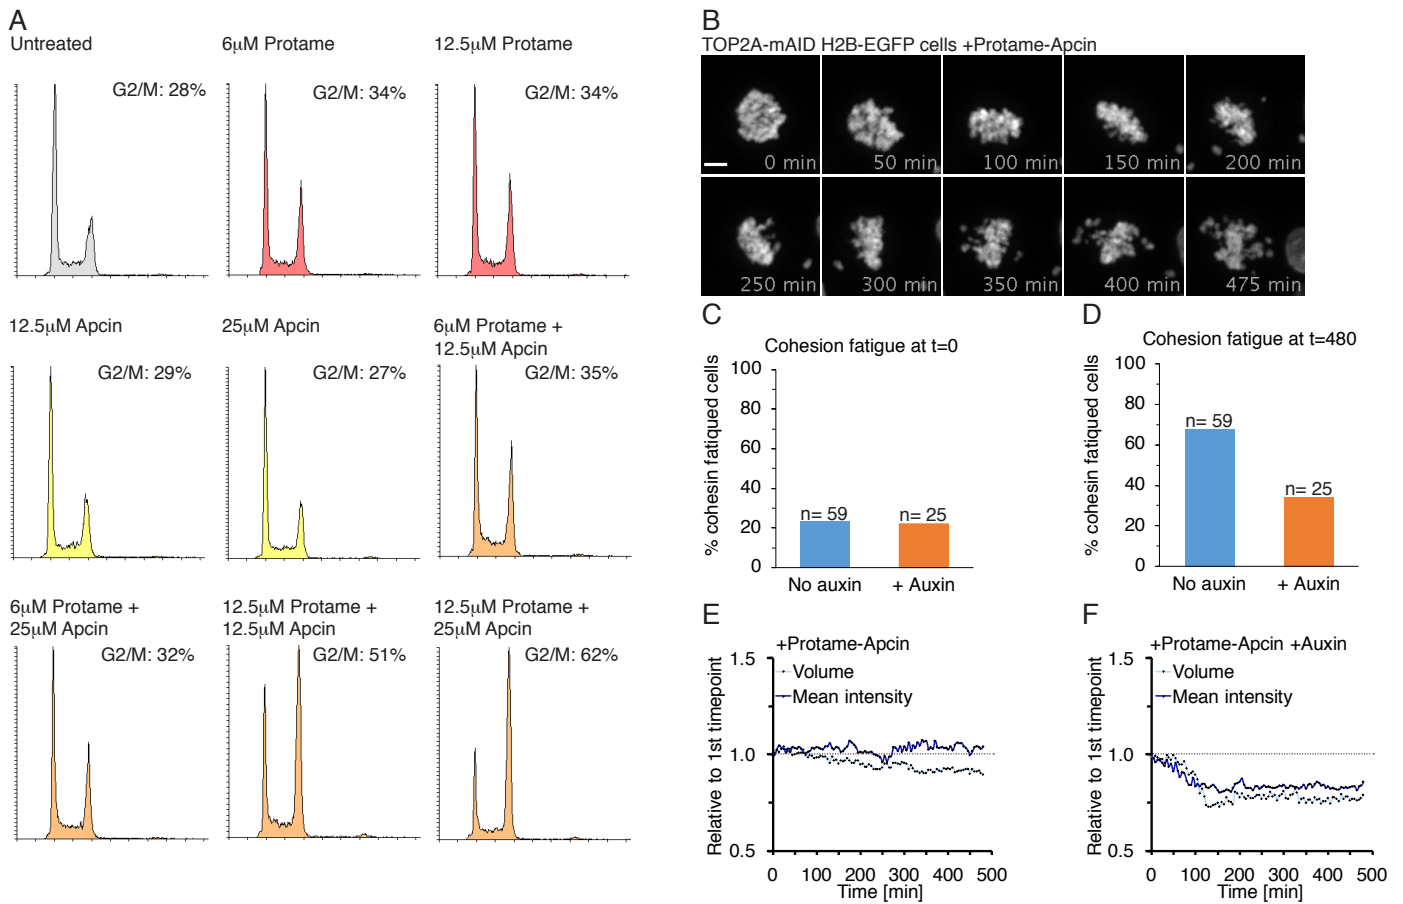 A
Untreated
G2/M: 28%
6μM Protame
G2/M: 34%
12.5μM Protame
G2/M: 34%
12.5μM Apcin
G2/M: 29%
25μM Apcin
G2/M: 27%
6μM Protame +
12.5μM Apcin
G2/M: 35%
6μM Protame +
25μM Apcin
G2/M: 32%
12.5μM Protame +
12.5μM Apcin
G2/M: 51%
12.5μM Protame +
25μM Apcin
G2/M: 62%
B
TOP2A-mAID H2B-EGFP cells +Protame-Apcin
0 min
50 min
100 min
150 min
200 min
250 min
300 min
350 min
400 min
475 min
C
Cohesion fatigue at t=0
% cohesin fatiqued cells
100
80
60
40
20
0
n= 59
n= 25
No auxin
+ Auxin
D
Cohesion fatigue at t=480
% cohesin fatiqued cells
100
80
60
40
20
0
n= 59
n= 25
No auxin
+ Auxin
E
+Protame-Apcin
Volume
Mean intensity
Relative to 1st timepoint
1.5
1.0
0.5
0 100 200 300 400 500
Time [min]
F
+Protame-Apcin +Auxin
Volume
Mean intensity
Relative to 1st timepoint
1.5
1.0
0.5
0 100 200 300 400 500
Time [min]